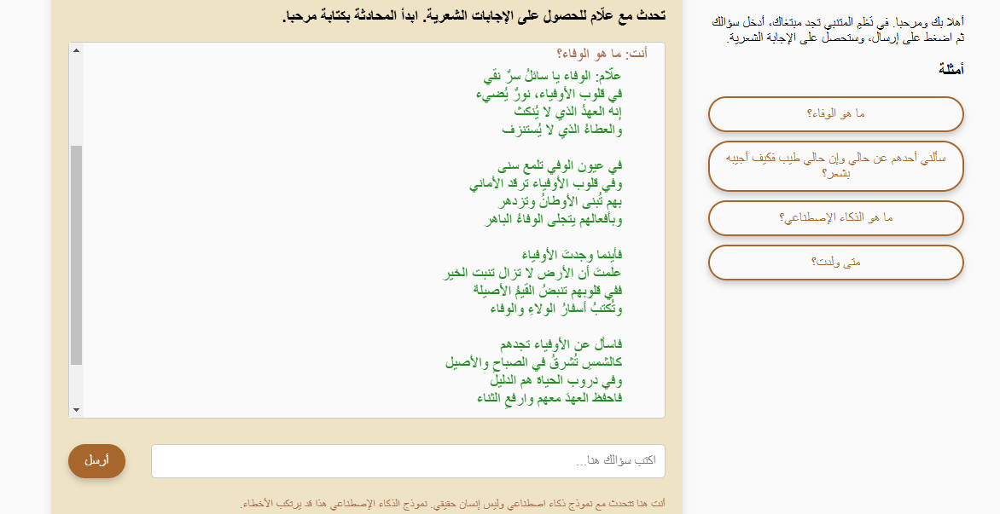 أهلا بك ومرحبا. في نَظمِ المتنبي تجد مبتغاك، أدخل سؤالك
ثم اضغط على إرسال، وستحصل على الإجابة الشعرية.
أمثلة
ما هو الوفاء؟
سألني أحدهم عن حالي وإن حالي طيب فكيف أجيبه
بشعر؟
ما هو الذكاء الإصطناعي؟
متى ولدت؟
تحدث مع علّام للحصول على الإجابات الشعرية. ابدأ المحادثة بكتابة مرحبا.
أنت: ما هو الوفاء؟
علّام: الوفاء يا سائلُ سرٌ نقي
في قلوب الأوفياء، نورٌ يُضيء
إنه العهدُ الذي لا يُنكث
والعطاءُ الذي لا يُستنزف
في عيون الوفي تلمع سنى
وفي قلوب الأوفياء ترقد الأماني
بهم تُبنى الأوطانُ وتزدهر
وبأفعالهم يتجلى الوفاءُ الباهر
فأينما وجدتَ الأوفياءَ
علمتَ أن الأرض لا تزال تنبت الخير
ففي قلوبهم تنبضُ القيمُ الأصيلة
وتُكتبُ أسفارُ الولاءِ والوفاء
فاسأل عن الأوفياء تجدهم
كالشمسِ تُشرقُ في الصباحِ والأصيل
وفي دروب الحياة هم الدليلُ
فاحفظ العهدَ معهم وارفعِ الثناء
اكتب سؤالك هنا...
أرسل
أنت هنا تتحدث مع نموذج ذكاء اصطناعي وليس إنسان حقيقي. نموذج الذكاء الإصطناعي هذا قد يرتكب الأخطاء.